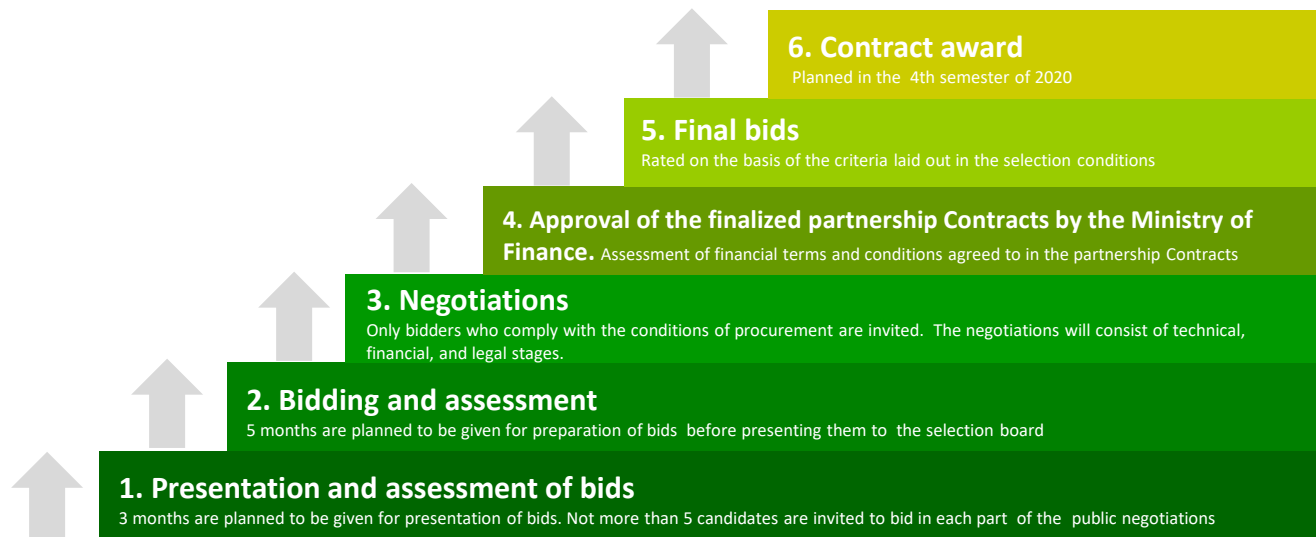 6. Contract award
Planned in the 4th semester of 2020
5. Final bids
Rated on the basis of the criteria laid out in the selection conditions
4. Approval of the finalized partnership Contracts by the Ministry of
Finance. Assessment of financial terms and conditions agreed to in the partnership Contracts
3. Negotiations
Only bidders who comply with the conditions of procurement are invited. The negotiations will consist of technical,
financial, and legal stages.
2. Bidding and assessment
5 months are planned to be given for preparation of bids before presenting them to the selection board
1. Presentation and assessment of bids
3 months are planned to be given for presentation of bids. Not more than 5 candidates are invited to bid in each part of the public negotiations